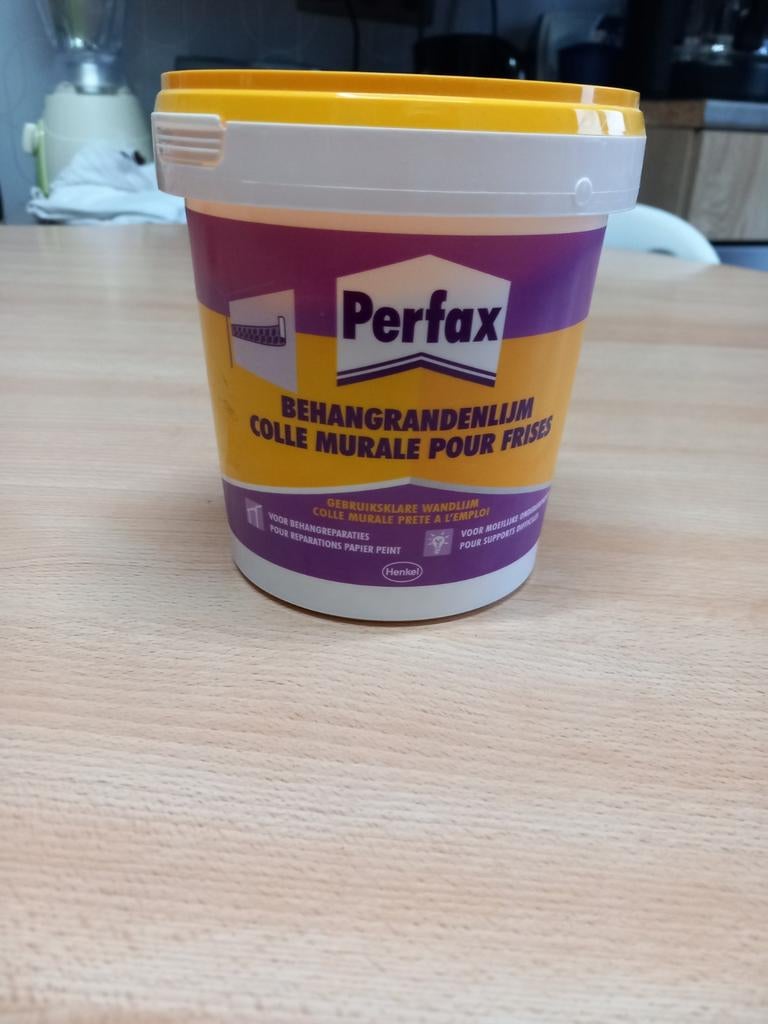 Perfax
BEHANGRANDENLIJM
COLLE MURALE POUR FRISES
GEBRUIKSKLARE WANDLIJM
COLLE MURALE PRETE A L'EMPLOI
VOOR BEHANGREPARATIES
POUR REPARATIONS PAPIER PEINT
VOOR MOEILIJKE
POUR SUPPORTS
Henkel